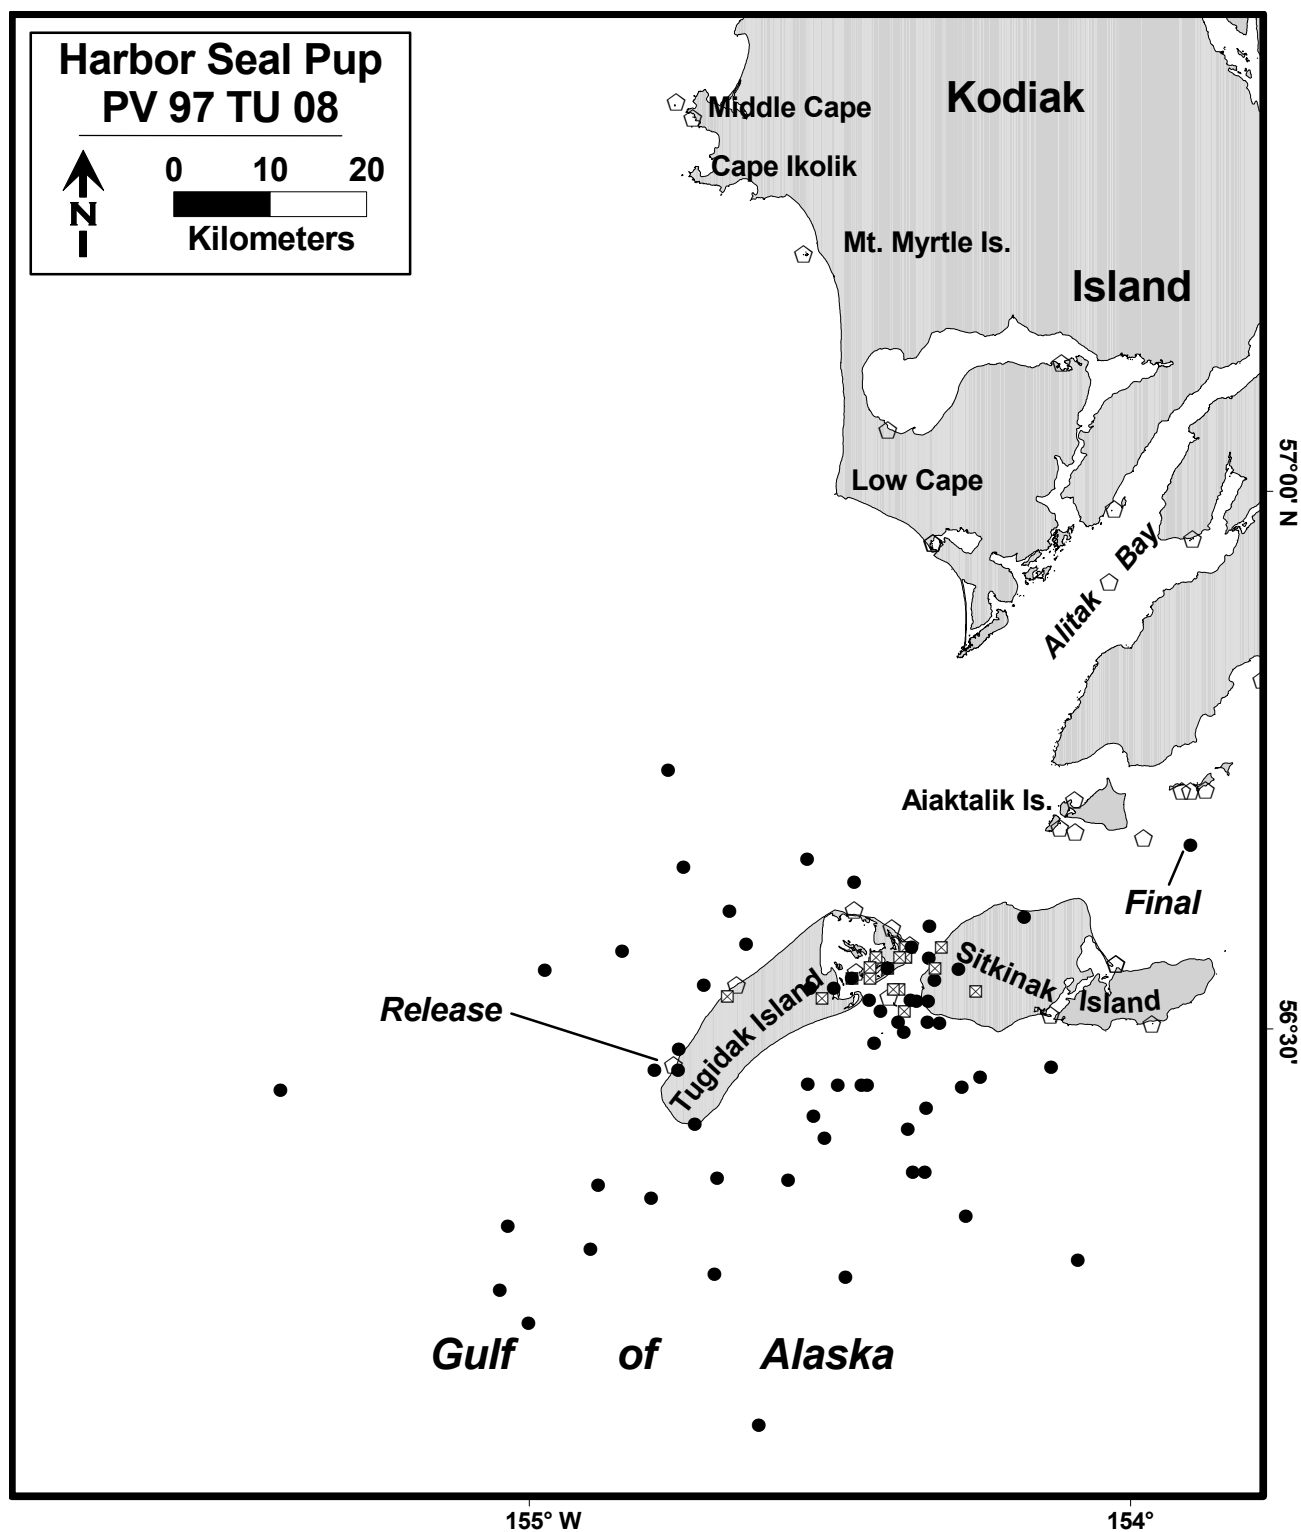 Harbor Seal Pup
PV 97 TU 08
0 10 20
N
Kilometers
Kodiak
Middle Cape
Cape Ikolik
Mt. Myrtle Is.
Island
Low Cape
57°00' N
Alitak Bay
Aiaktalik Is.
Final
Sitkinak
Island
Release
Tugidak Island
56°30'
Gulf of Alaska
155° W
154°